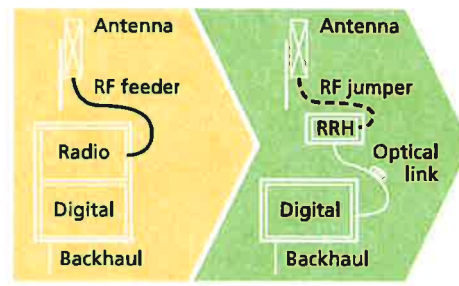 Antenna
RF feeder
Radio
Digital
Backhaul
Antenna
RF jumper
RRH
Optical
link
Digital
Backhaul